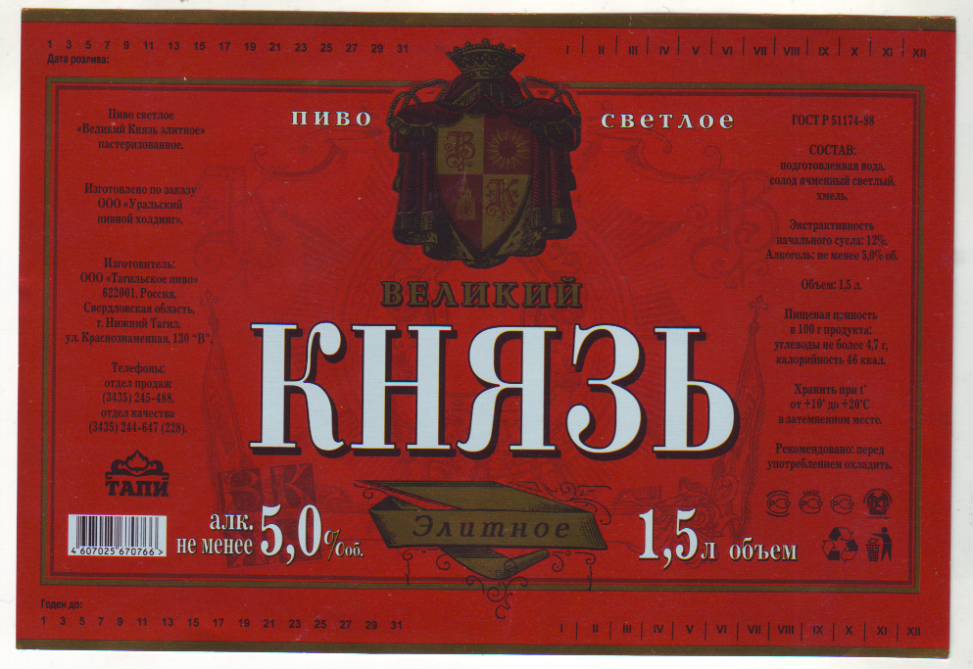 1 3 5 7 9 11 13 15 17 19 21 23 25 27 29 31
I II III IV V VI VII VIII IX X XI XII
Дата розлива:
Пиво светлое
«Великий Князь элитное»
пастеризованное.
Изготовлено по заказу
ООО «Уральский
пивной холдинг».
Изготовитель:
ООО «Тагильское пиво»
622001, Россия,
Свердловская область,
г. Нижний Тагил,
ул. Краснознаменная, 130 "В".
Телефоны:
отдел продаж
(3435) 245-488,
отдел качества
(3435) 244-647 (228).
ТАПИ
4 607025 670766 >
пиво
светлое
В
К
ВЕЛИКИЙ
КНЯЗЬ
ВК
Элитное
алк.
не менее 5,0 %об.
1,5 л объем
ГОСТ Р 51174-98
СОСТАВ:
подготовленная вода,
солод ячменный светлый,
хмель.
Экстрактивность
начального сусла: 12%.
Алкоголь: не менее 5,0% об.
Объем: 1,5 л.
Пищевая ценность
в 100 г продукта:
углеводы не более 4,7 г,
калорийность 46 ккал.
Хранить при t°
от +10° до +20°C
в затемненном месте.
Рекомендовано: перед
употреблением охладить.
Годен до:
1 3 5 7 9 11 13 15 17 19 21 23 25 27 29 31
I II III IV V VI VII VIII IX X XI XII